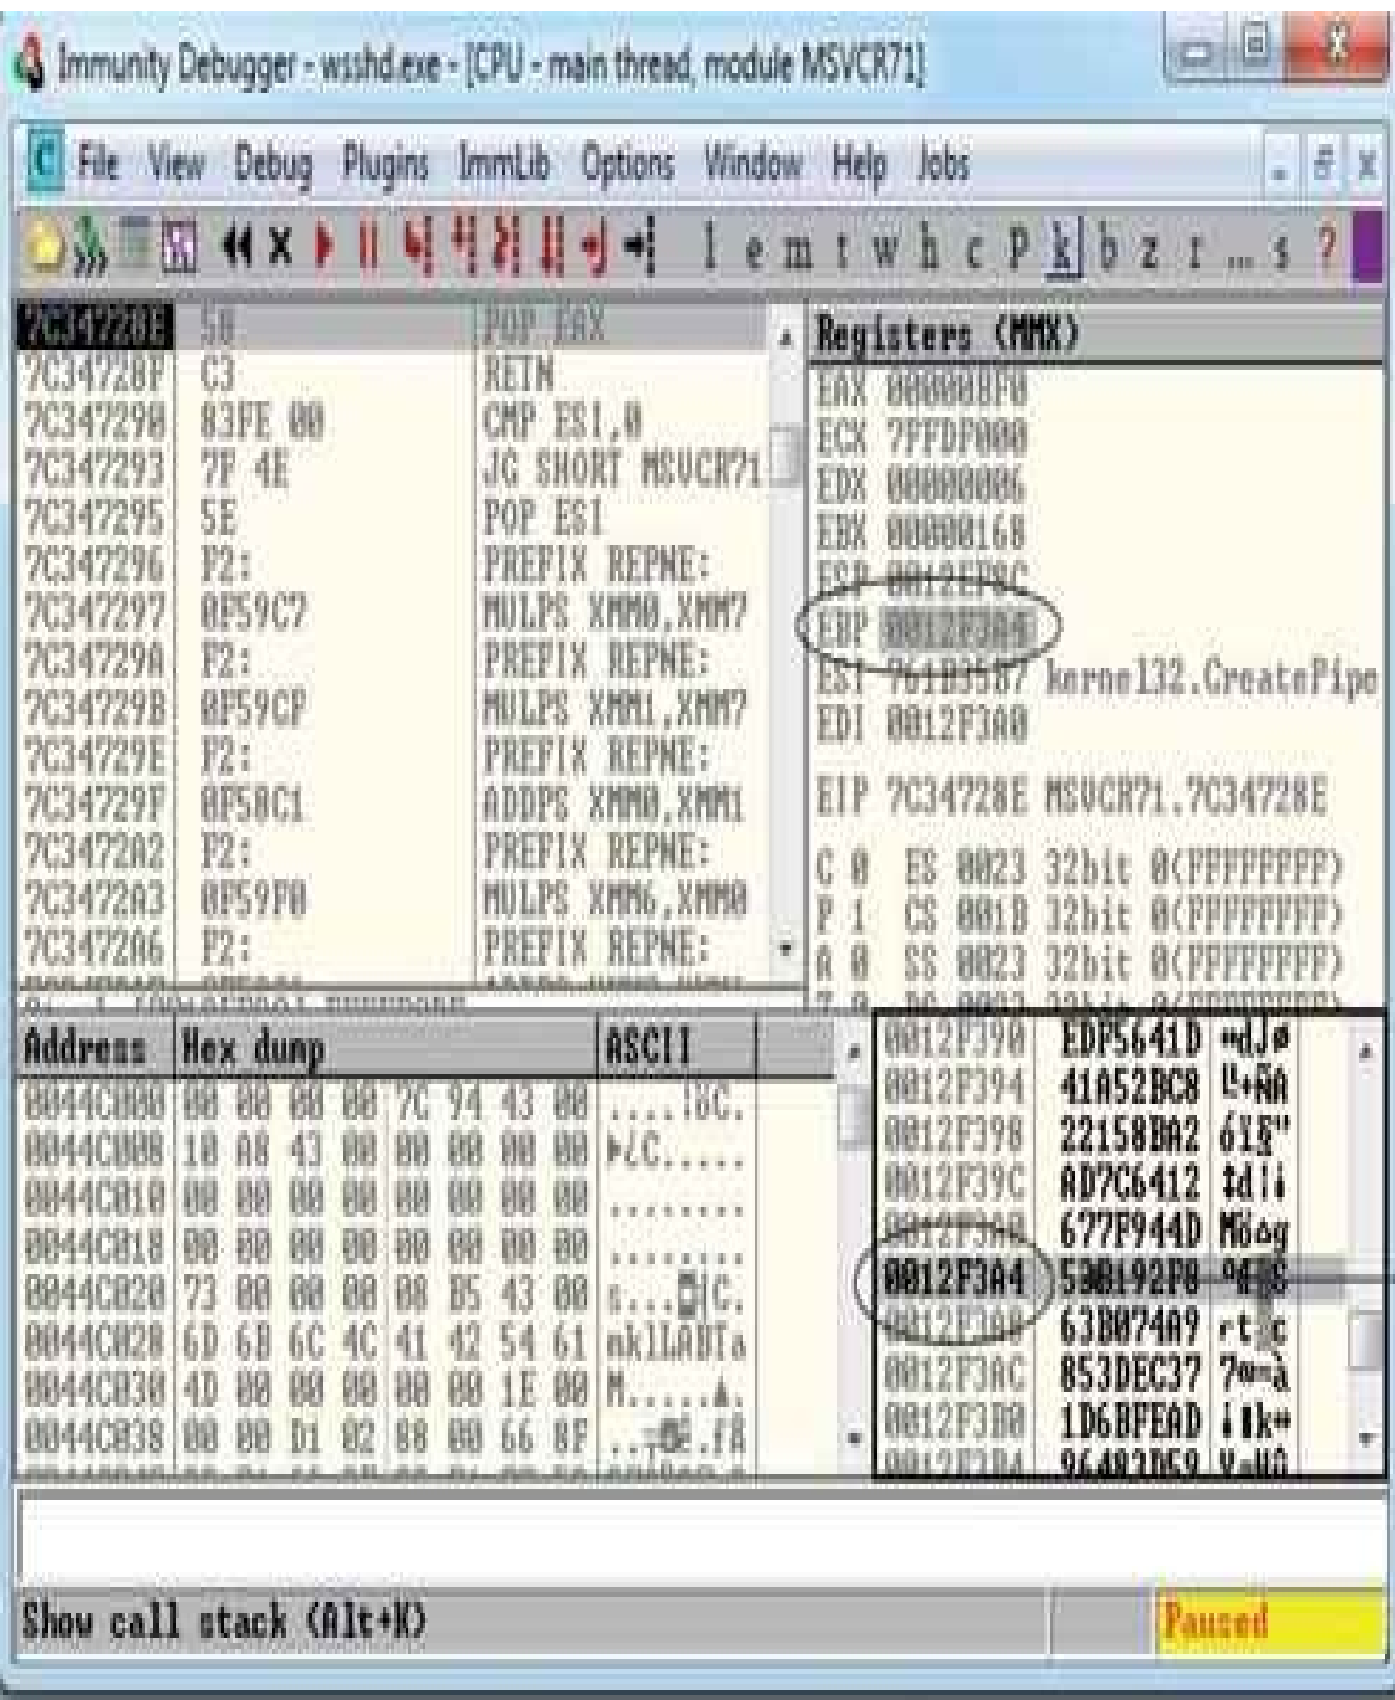 Immunity Debugger - wsshd.exe - [CPU - main thread, module MSVCR71]
C File View Debug Plugins ImmLib Options Window Help Jobs
l e m t w h c P k b z r ... s ?
7C34728E 58 POP EAX
7C34728F C3 RETN
7C347290 83FE 00 CMP ESI,0
7C347293 7F 4E JG SHORT MSVCR71
7C347295 5E POP ESI
7C347296 F2: PREFIX REPNE:
7C347297 0F59C7 MULPS XMM0,XMM7
7C34729A F2: PREFIX REPNE:
7C34729B 0F59CF MULPS XMM1,XMM7
7C34729E F2: PREFIX REPNE:
7C34729F 0F58C1 ADDPS XMM0,XMM1
7C3472A2 F2: PREFIX REPNE:
7C3472A3 0F59F0 MULPS XMM6,XMM0
7C3472A6 F2: PREFIX REPNE:
Registers (MMX)
EAX 00000BF0
ECX 7FFDF000
EDX 00000006
EBX 00000168
ESP 0012EF8C
EBP 0012F3A4
ESI 761B35B7 kernel32.CreatePipe
EDI 0012F3A0
EIP 7C34728E MSVCR71.7C34728E
C 0 ES 0023 32bit 0(FFFFFFFF)
P 1 CS 001B 32bit 0(FFFFFFFF)
A 0 SS 0023 32bit 0(FFFFFFFF)
Address Hex dump ASCII
0044C000 00 00 00 00 7C 94 43 00
0044C008 10 A8 43 00 00 00 00 00
0044C010 00 00 00 00 00 00 00 00 ........
0044C018 00 00 00 00 00 00 00 00 ........
0044C020 73 00 00 00 08 B5 43 00
0044C028 6D 6B 6C 4C 41 42 54 61 mklLABTa
0044C030 4D 00 00 00 00 00 1E 00 M.....▲.
0044C038 00 00 D1 02 88 00 66 8F
0012F390 EDF5641D
0012F394 41A52BC8
0012F398 22158BA2
0012F39C AD7C6412
0012F3A0 677F944D Möog
0012F3A4
0012F3A8 63B074A9
0012F3AC 853DEC37
0012F3B0 1D6BFEAD
0012F3B4 96483D59
Show call stack (Alt+K)
Paused